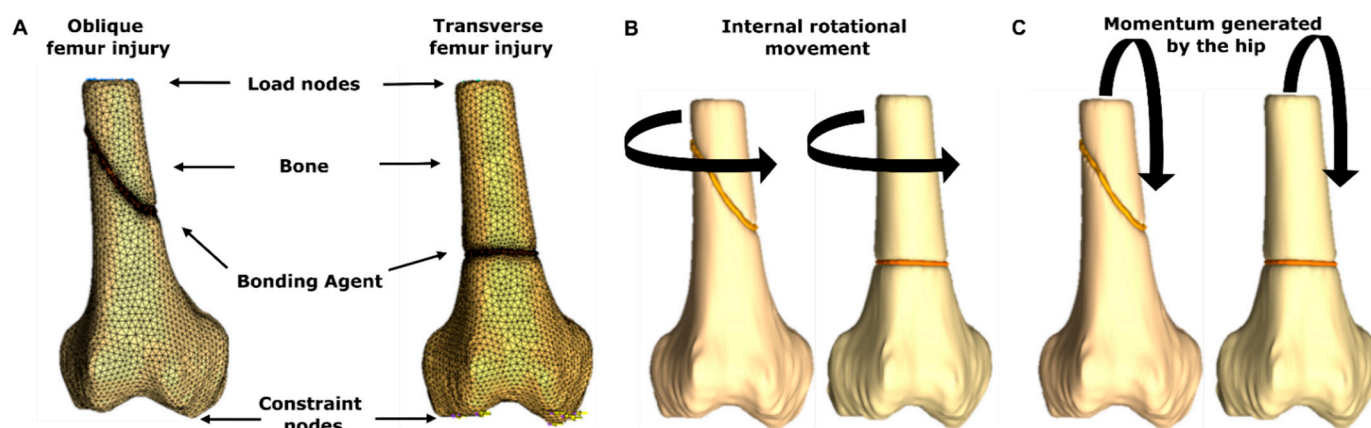 A
Oblique
femur injury
Transverse
femur injury
Load nodes
Bone
Bonding Agent
Constraint
nodes
B
Internal rotational
movement
C
Momentum generated
by the hip